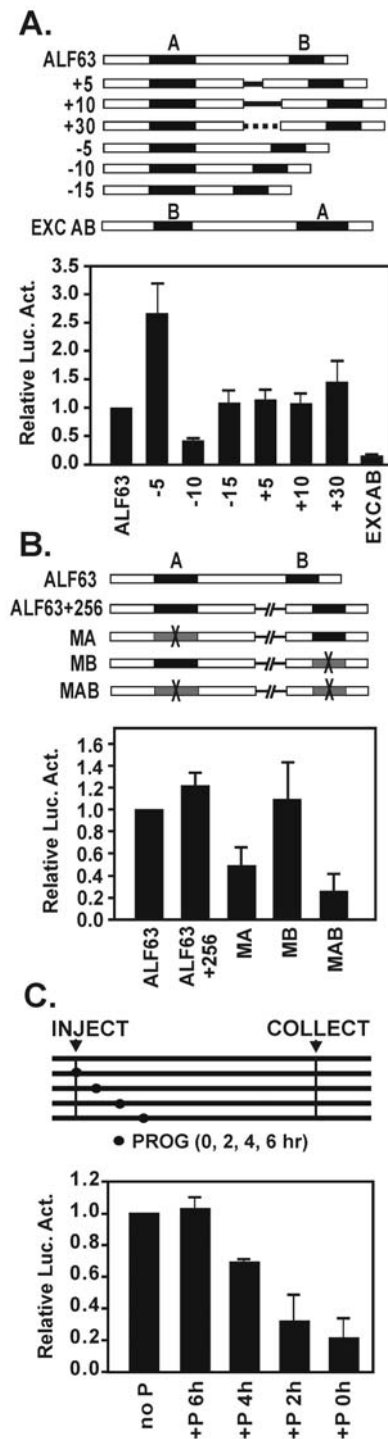 A.
A B
ALF63
+5
+10
+30
-5
-10
-15
B A
EXC AB
Relative Luc. Act.
3.5
3.0
2.5
2.0
1.5
1.0
0.5
0.0
ALF63 -5 -10 -15 +5 +10 +30 EXCAB
B.
A B
ALF63
ALF63+256
MA X
MB X
MAB X X
Relative Luc. Act.
1.6
1.4
1.2
1.0
0.8
0.6
0.4
0.2
0.0
ALF63 ALF63 +256 MA MB MAB
C.
INJECT COLLECT
PROG (0, 2, 4, 6 hr)
Relative Luc. Act.
1.2
1.0
0.8
0.6
0.4
0.2
0.0
no P +P 6h +P 4h +P 2h +P 0h